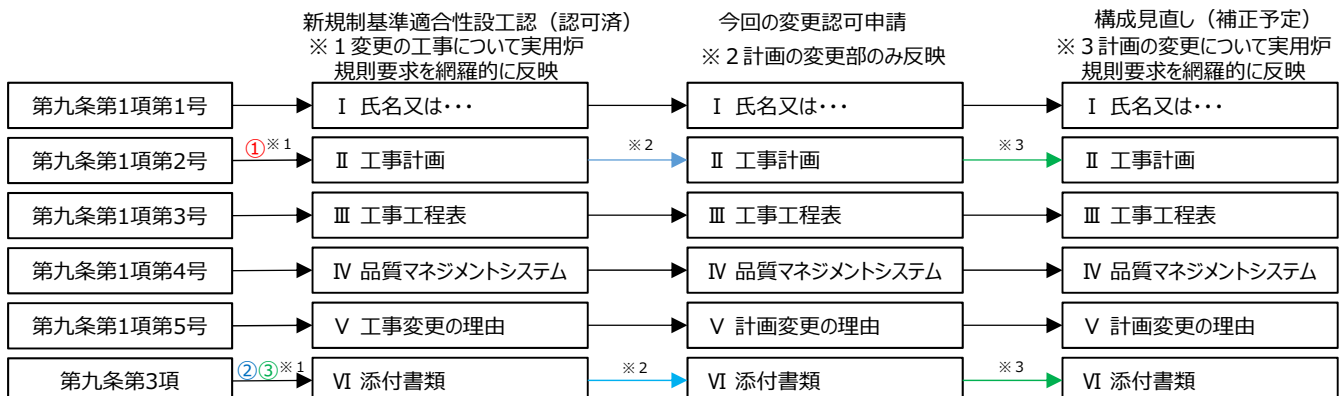 新規制基準適合性設工認（認可済）
※１変更の工事について実用炉
規則要求を網羅的に反映
今回の変更認可申請
※２計画の変更部のみ反映
構成見直し（補正予定）
※３計画の変更について実用炉
規則要求を網羅的に反映
第九条第1項第1号
Ⅰ 氏名又は・・・
Ⅰ 氏名又は・・・
Ⅰ 氏名又は・・・
第九条第1項第2号
①※１
Ⅱ 工事計画
※２
Ⅱ 工事計画
※３
Ⅱ 工事計画
第九条第1項第3号
Ⅲ 工事工程表
Ⅲ 工事工程表
Ⅲ 工事工程表
第九条第1項第4号
Ⅳ 品質マネジメントシステム
Ⅳ 品質マネジメントシステム
Ⅳ 品質マネジメントシステム
第九条第1項第5号
Ⅴ 工事変更の理由
Ⅴ 計画変更の理由
Ⅴ 計画変更の理由
第九条第3項
②③※１
Ⅵ 添付書類
※２
Ⅵ 添付書類
※３
Ⅵ 添付書類